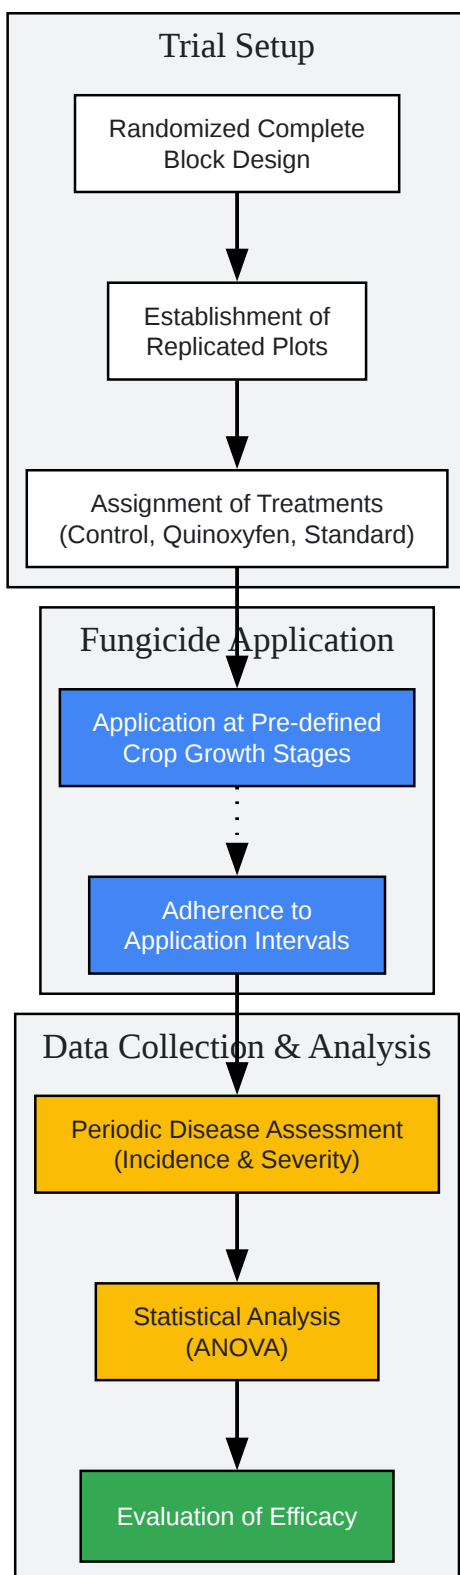 Trial Setup
Randomized Complete
Block Design
Establishment of
Replicated Plots
Assignment of Treatments
(Control, Quinoxyfen, Standard)
Fungicide Application
Application at Pre-defined
Crop Growth Stages
Adherence to
Application Intervals
Data Collection & Analysis
Periodic Disease Assessment
(Incidence & Severity)
Statistical Analysis
(ANOVA)
Evaluation of Efficacy